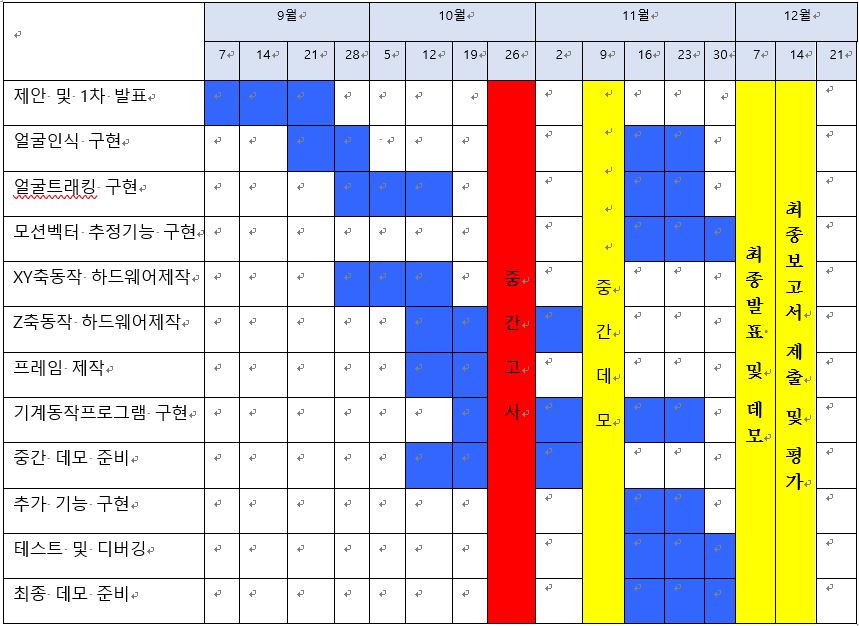 9월 10월 11월 12월
7 14 21 28 5 12 19 26 2 9 16 23 30 7 14 21
제안 및 1차 발표
얼굴인식 구현
얼굴트래킹 구현
모션벡터 추정기능 구현
XY축동작 하드웨어제작
Z축동작 하드웨어제작
프레임 제작
기계동작프로그램 구현
중간 데모 준비
추가 기능 구현
테스트 및 디버깅
최종 데모 준비
중간고사
중간데모
최종발표 및 데모
최종보고서 제출 및 평가